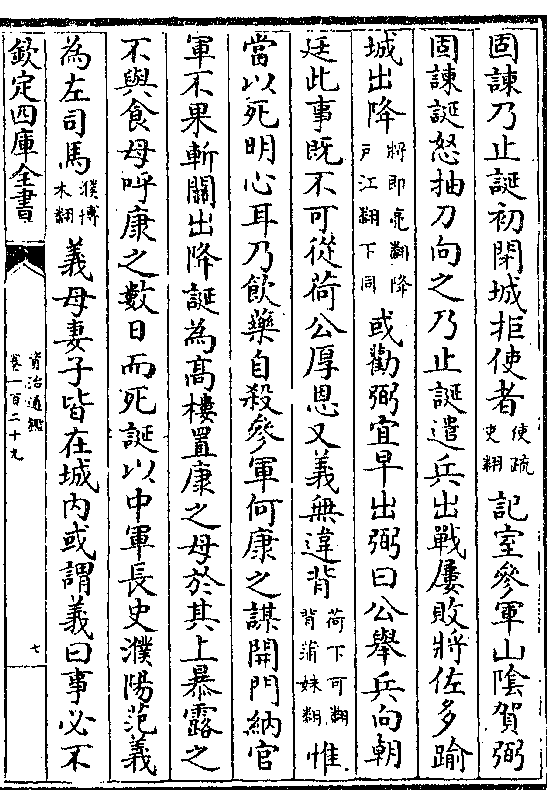 固諫乃止誕初閉城拒使者使疏吏翻記室參軍山隂賀弼
固諫誕怒抽刀向之乃止誕遣兵出戰屢敗將佐多踰
城出降將即亮翻降戶江翻下同或勸弼宜早出弼曰公舉兵向朝
廷此事既不可從荷公厚恩又義無違背荷下可翻背蒲妹翻惟
當以死明心耳乃飲藥自殺參軍何康之謀開門納官
軍不果斬關出降誕為高樓置康之母於其上暴露之
不與食母呼康之數日而死誕以中軍長史濮陽范義
為左司馬濮博木翻義母妻子皆在城内或謂義曰事必不
欽定四庫全書
資治通鑑
卷一百二十九
七